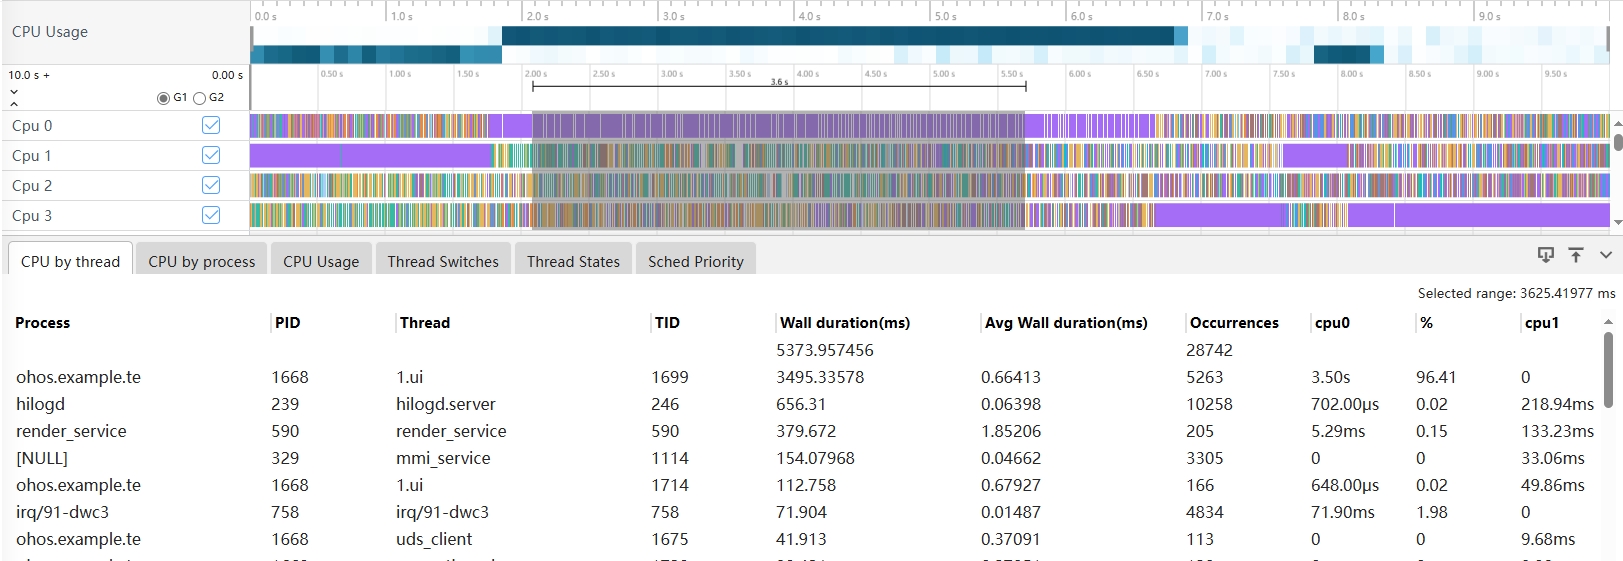 CPU Usage
0.0 s 1.0 s 2.0 s 3.0 s 4.0 s 5.0 s 6.0 s 7.0 s 8.0 s 9.0 s
10.0 s + 0.00 s
0.50 s 1.00 s 1.50 s 2.00 s 2.50 s 3.00 s 3.50 s 4.00 s 4.50 s 5.00 s 5.50 s 6.00 s 6.50 s 7.00 s 7.50 s 8.00 s 8.50 s 9.00 s 9.50 s
3.6 s
G1 G2
Cpu 0
Cpu 1
Cpu 2
Cpu 3
CPU by thread CPU by process CPU Usage Thread Switches Thread States Sched Priority
Selected range: 3625.41977 ms
Process PID Thread TID Wall duration(ms) Avg Wall duration(ms) Occurrences cpu0 % cpu1
5373.957456 28742
ohos.example.te 1668 1.ui 1699 3495.33578 0.66413 5263 3.50s 96.41 0
hilogd 239 hilogd.server 246 656.31 0.06398 10258 702.00μs 0.02 218.94ms
render_service 590 render_service 590 379.672 1.85206 205 5.29ms 0.15 133.23ms
[NULL] 329 mmi_service 1114 154.07968 0.04662 3305 0 0 33.06ms
ohos.example.te 1668 1.ui 1714 112.758 0.67927 166 648.00μs 0.02 49.86ms
irq/91-dwc3 758 irq/91-dwc3 758 71.904 0.01487 4834 71.90ms 1.98 0
ohos.example.te 1668 uds_client 1675 41.913 0.37091 113 0 0 9.68ms